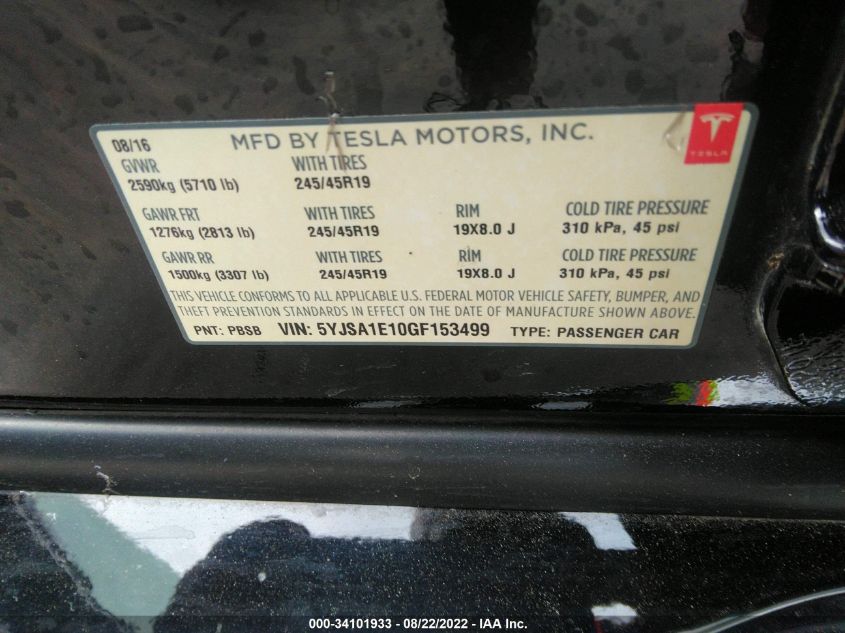 08/16 MFD BY TESLA MOTORS, INC. TESLA
GVWR WITH TIRES
2590kg (5710 lb) 245/45R19
GAWR FRT WITH TIRES RIM COLD TIRE PRESSURE
1276kg (2813 lb) 245/45R19 19X8.0 J 310 kPa, 45 psi
GAWR RR WITH TIRES RIM COLD TIRE PRESSURE
1500kg (3307 lb) 245/45R19 19X8.0 J 310 kPa, 45 psi
THIS VEHICLE CONFORMS TO ALL APPLICABLE U.S. FEDERAL MOTOR VEHICLE SAFETY, BUMPER, AND
THEFT PREVENTION STANDARDS IN EFFECT ON THE DATE OF MANUFACTURE SHOWN ABOVE.
PNT: PBSB VIN: 5YJSA1E10GF153499 TYPE: PASSENGER CAR
000-34101933 - 08/22/2022 - IAA Inc.